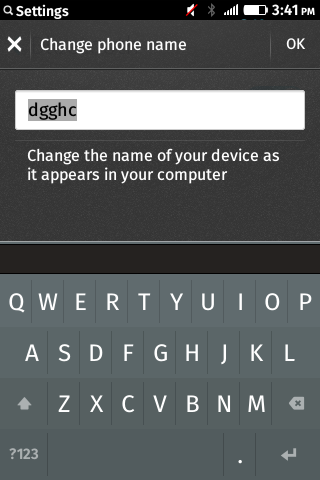 Settings 3:41 PM
Change phone name OK
dgghc
Change the name of your device as
it appears in your computer
Q W E R T Y U I O P
A S D F G H J K L
Z X C V B N M
?123 .